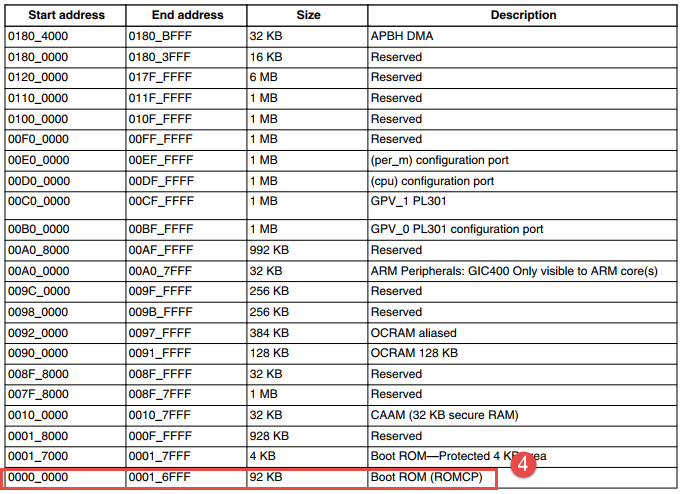 Start address End address Size Description
0180_4000 0180_BFFF 32 KB APBH DMA
0180_0000 0180_3FFF 16 KB Reserved
0120_0000 017F_FFFF 6 MB Reserved
0110_0000 011F_FFFF 1 MB Reserved
0100_0000 010F_FFFF 1 MB Reserved
00F0_0000 00FF_FFFF 1 MB Reserved
00E0_0000 00EF_FFFF 1 MB (per_m) configuration port
00D0_0000 00DF_FFFF 1 MB (cpu) configuration port
00C0_0000 00CF_FFFF 1 MB GPV_1 PL301
00B0_0000 00BF_FFFF 1 MB GPV_0 PL301 configuration port
00A0_8000 00AF_FFFF 992 KB Reserved
00A0_0000 00A0_7FFF 32 KB ARM Peripherals: GIC400 Only visible to ARM core(s)
009C_0000 009F_FFFF 256 KB Reserved
0098_0000 009B_FFFF 256 KB Reserved
0092_0000 0097_FFFF 384 KB OCRAM aliased
0090_0000 0091_FFFF 128 KB OCRAM 128 KB
008F_8000 008F_FFFF 32 KB Reserved
007F_8000 008F_7FFF 1 MB Reserved
0010_0000 0010_7FFF 32 KB CAAM (32 KB secure RAM)
0001_8000 000F_FFFF 928 KB Reserved
0001_7000 0001_7FFF 4 KB Boot ROM—Protected 4
0000_0000 0001_6FFF 92 KB Boot ROM (ROMCP)
4